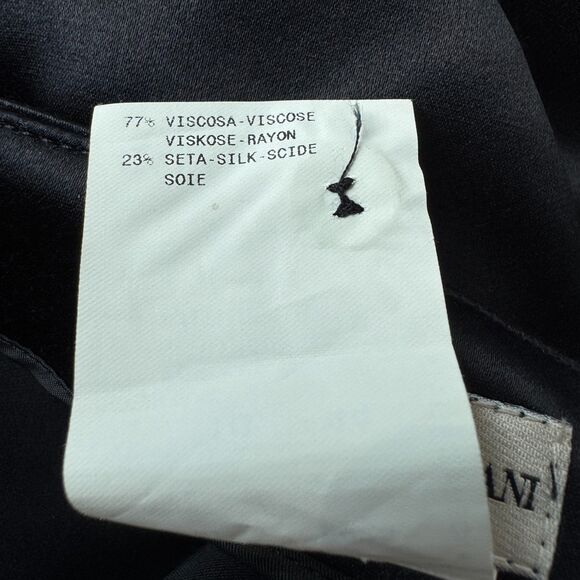 77% VISCOSA-VISCOSE
VISKOSE-RAYON
23% SETA-SILK-SCIDE
SOIE